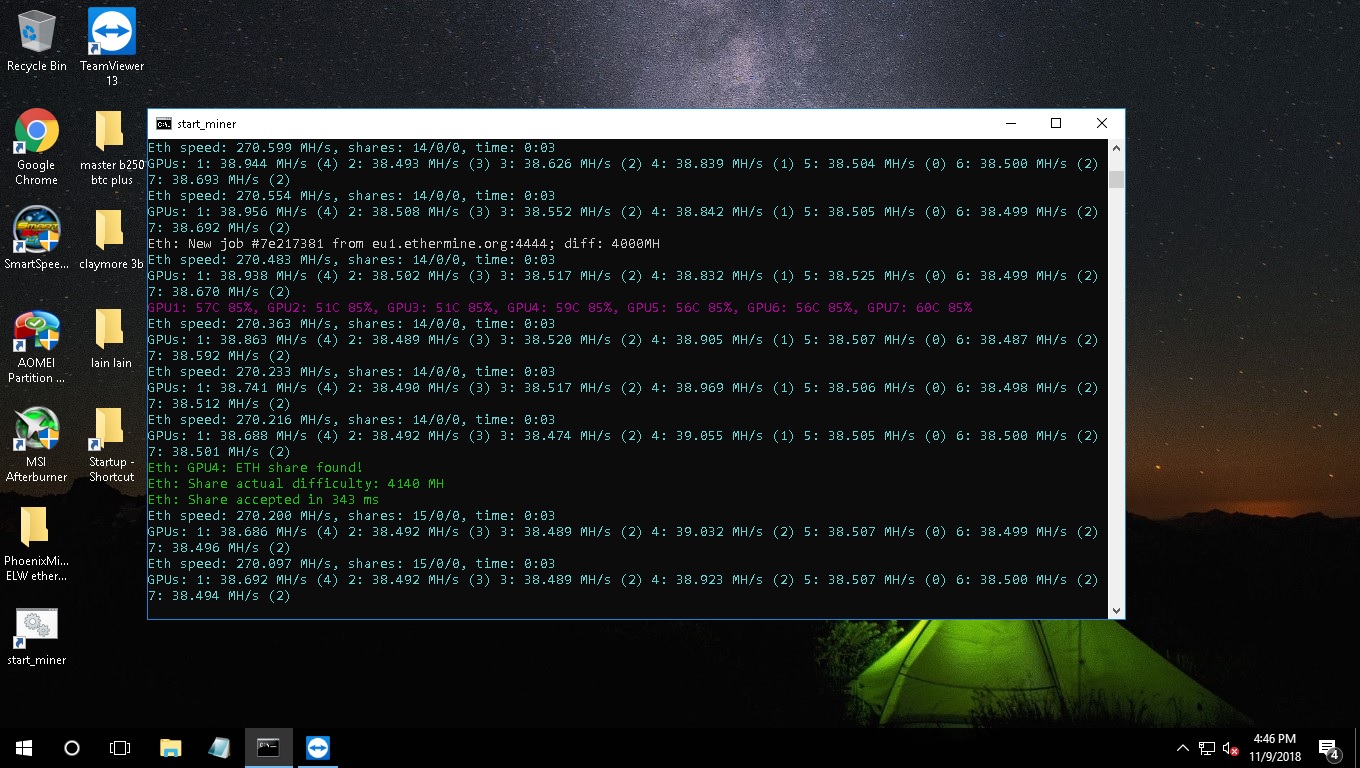 Recycle Bin
TeamViewer
13
Google
Chrome
master b250
btc plus
SmartSpee...
claymore 3b
AOMEI
Partition ...
lain lain
MSI
Afterburner
Startup -
Shortcut
PhoenixMi...
ELW ether...
start_miner
start_miner
Eth speed: 270.599 MH/s, shares: 14/0/0, time: 0:03
GPUs: 1: 38.944 MH/s (4) 2: 38.493 MH/s (3) 3: 38.626 MH/s (2) 4: 38.839 MH/s (1) 5: 38.504 MH/s (0) 6: 38.500 MH/s (2)
7: 38.693 MH/s (2)
Eth speed: 270.554 MH/s, shares: 14/0/0, time: 0:03
GPUs: 1: 38.956 MH/s (4) 2: 38.508 MH/s (3) 3: 38.552 MH/s (2) 4: 38.842 MH/s (1) 5: 38.505 MH/s (0) 6: 38.499 MH/s (2)
7: 38.692 MH/s (2)
Eth: New job #7e217381 from eu1.ethermine.org:4444; diff: 4000MH
Eth speed: 270.483 MH/s, shares: 14/0/0, time: 0:03
GPUs: 1: 38.938 MH/s (4) 2: 38.502 MH/s (3) 3: 38.517 MH/s (2) 4: 38.832 MH/s (1) 5: 38.525 MH/s (0) 6: 38.499 MH/s (2)
7: 38.670 MH/s (2)
GPU1: 57C 85%, GPU2: 51C 85%, GPU3: 51C 85%, GPU4: 59C 85%, GPU5: 56C 85%, GPU6: 56C 85%, GPU7: 60C 85%
Eth speed: 270.363 MH/s, shares: 14/0/0, time: 0:03
GPUs: 1: 38.863 MH/s (4) 2: 38.489 MH/s (3) 3: 38.520 MH/s (2) 4: 38.905 MH/s (1) 5: 38.507 MH/s (0) 6: 38.487 MH/s (2)
7: 38.592 MH/s (2)
Eth speed: 270.233 MH/s, shares: 14/0/0, time: 0:03
GPUs: 1: 38.741 MH/s (4) 2: 38.490 MH/s (3) 3: 38.517 MH/s (2) 4: 38.969 MH/s (1) 5: 38.506 MH/s (0) 6: 38.498 MH/s (2)
7: 38.512 MH/s (2)
Eth speed: 270.216 MH/s, shares: 14/0/0, time: 0:03
GPUs: 1: 38.688 MH/s (4) 2: 38.492 MH/s (3) 3: 38.474 MH/s (2) 4: 39.055 MH/s (1) 5: 38.505 MH/s (0) 6: 38.500 MH/s (2)
7: 38.501 MH/s (2)
Eth: GPU4: ETH share found!
Eth: Share actual difficulty: 4140 MH
Eth: Share accepted in 343 ms
Eth speed: 270.200 MH/s, shares: 15/0/0, time: 0:03
GPUs: 1: 38.686 MH/s (4) 2: 38.492 MH/s (3) 3: 38.489 MH/s (2) 4: 39.032 MH/s (2) 5: 38.507 MH/s (0) 6: 38.499 MH/s (2)
7: 38.496 MH/s (2)
Eth speed: 270.097 MH/s, shares: 15/0/0, time: 0:03
GPUs: 1: 38.692 MH/s (4) 2: 38.492 MH/s (3) 3: 38.489 MH/s (2) 4: 38.923 MH/s (2) 5: 38.507 MH/s (0) 6: 38.500 MH/s (2)
7: 38.494 MH/s (2)
4:46 PM
11/9/2018
4